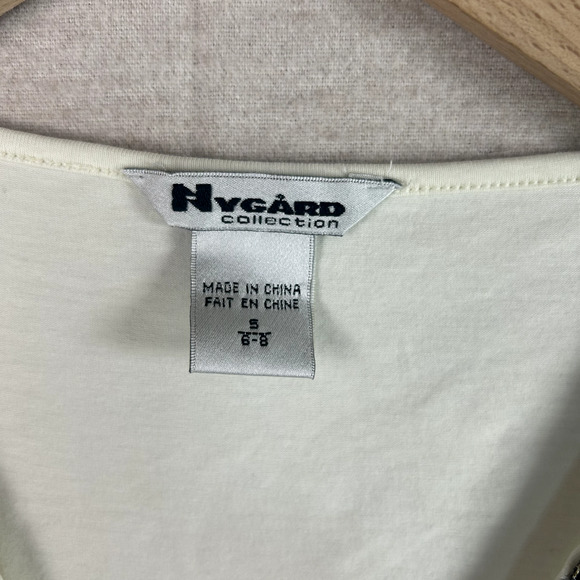 NYGÅRD
collection
MADE IN CHINA
FAIT EN CHINE
S
6-8